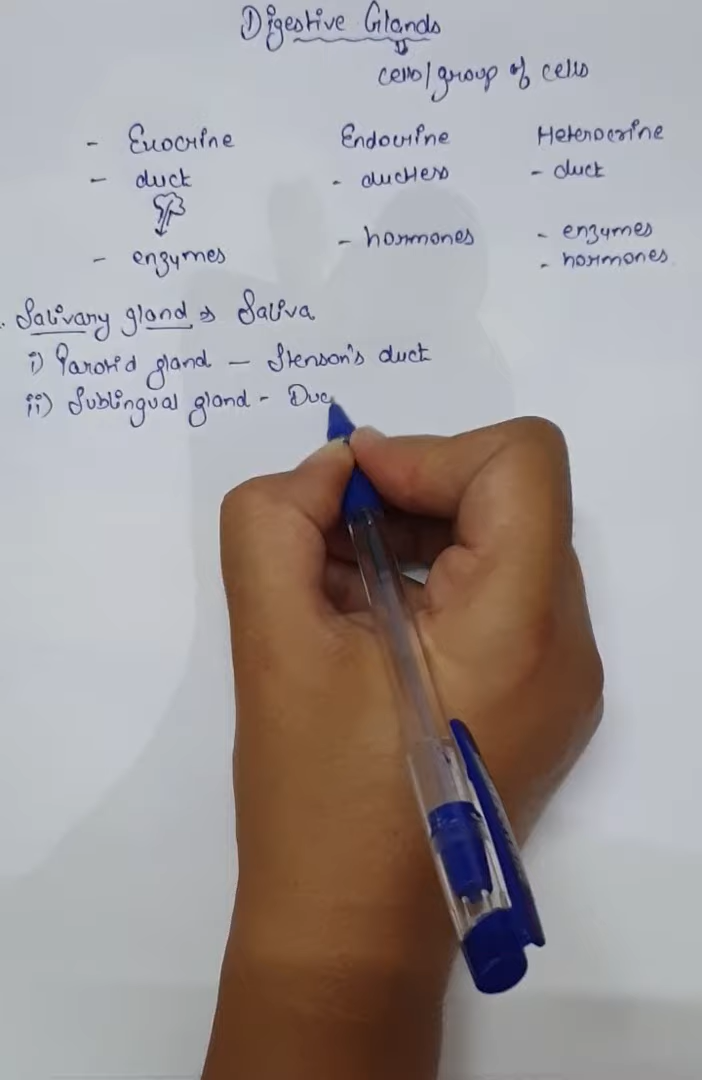 Digestive Glands
cells/group of cells
- Exocrine Endocrine Heterocrine
- duct - ductless - duct
- enzymes - hormones - enzymes
- hormones
Salivary gland → Saliva
i) Parotid gland — Stenson's duct
ii) Sublingual gland - Duc